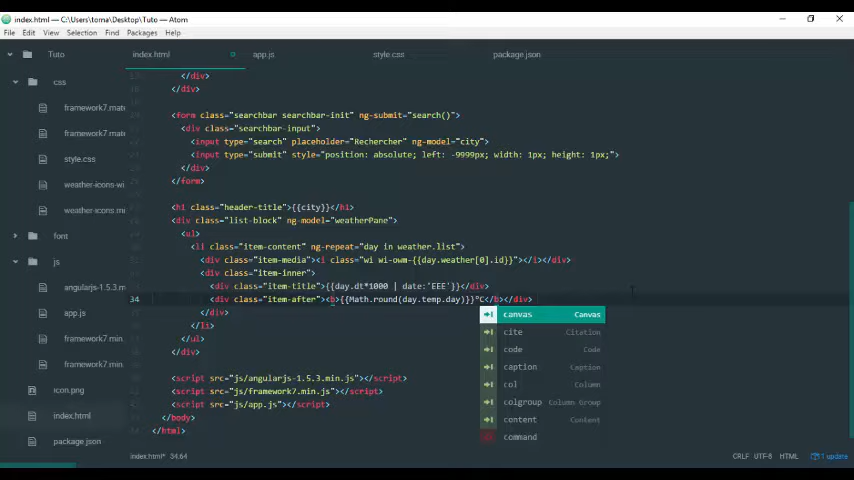 index.html — C:\Users\toma\Desktop\Tuto — Atom
File Edit View Selection Find Packages Help
Tuto
index.html
app.js
style.css
package.json
css
framework7.mate
framework7.mate
style.css
weather-icons-wi
weather-icons.mi
font
js
angularjs-1.5.3.m
app.js
framework7.min.
framework7.min.
icon.png
index.html
package.json
</div>
</div>
<form class="searchbar searchbar-init" ng-submit="search()">
<div class="searchbar-input">
<input type="search" placeholder="Rechercher" ng-model="city">
<input type="submit" style="position: absolute; left: -9999px; width: 1px; height: 1px;">
</div>
</form>
<h1 class="header-title">{{city}}</h1>
<div class="list-block" ng-model="weatherPane">
<ul>
<li class="item-content" ng-repeat="day in weather.list">
<div class="item-media"><i class="wi wi-owm-{{day.weather[0].id}}"></i></div>
<div class="item-inner">
<div class="item-title">{{day.dt*1000 | date:'EEE'}}</div>
34 <div class="item-after"><b>{{Math.round(day.temp.day)}}°C</b></div>
</div>
</li>
</ul>
</div>
<script src="js/angularjs-1.5.3.min.js"></script>
<script src="js/framework7.min.js"></script>
<script src="js/app.js"></script>
</body>
</html>
canvas Canvas
cite Citation
code Code
caption Caption
col Column
colgroup Column Group
content Content
command
index.html* 34:64
CRLF UTF-8 HTML 1 update